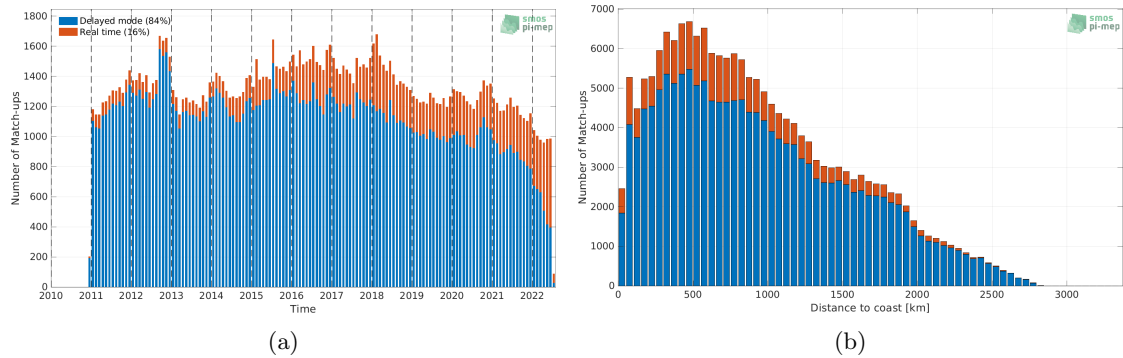 Delayed mode (84%)
Real time (16%)
smos
pi-mep
1800
1600
1400
1200
1000
800
600
400
200
0
Number of Match-ups
2010 2011 2012 2013 2014 2015 2016 2017 2018 2019 2020 2021 2022
Time
(a)
smos
pi-mep
7000
6000
5000
4000
3000
2000
1000
0
Number of Match-ups
0 500 1000 1500 2000 2500 3000
Distance to coast [km]
(b)